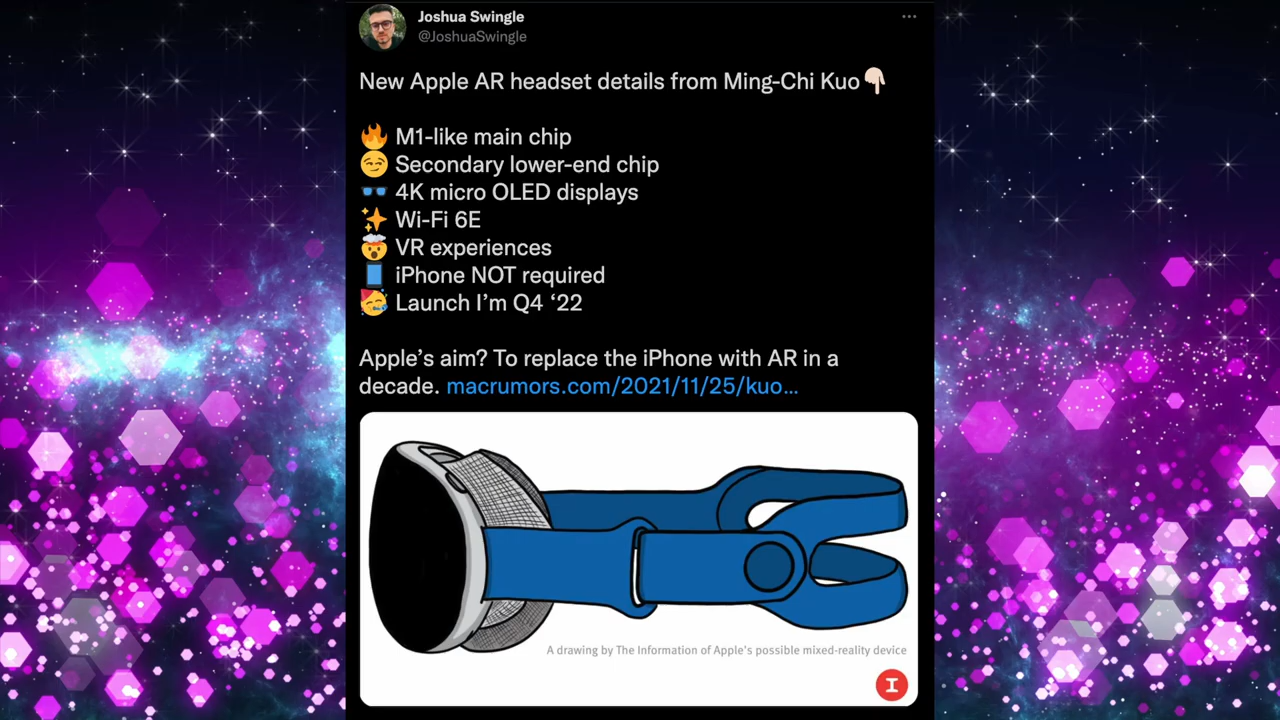 Joshua Swingle
@JoshuaSwingle
New Apple AR headset details from Ming-Chi Kuo👇🏻
🔥 M1-like main chip
😏 Secondary lower-end chip
🕶 4K micro OLED displays
✨ Wi-Fi 6E
🤯 VR experiences
📱 iPhone NOT required
🥳 Launch I’m Q4 ‘22
Apple’s aim? To replace the iPhone with AR in a
decade. macrumors.com/2021/11/25/kuo…
A drawing by The Information of Apple's possible mixed-reality device
I